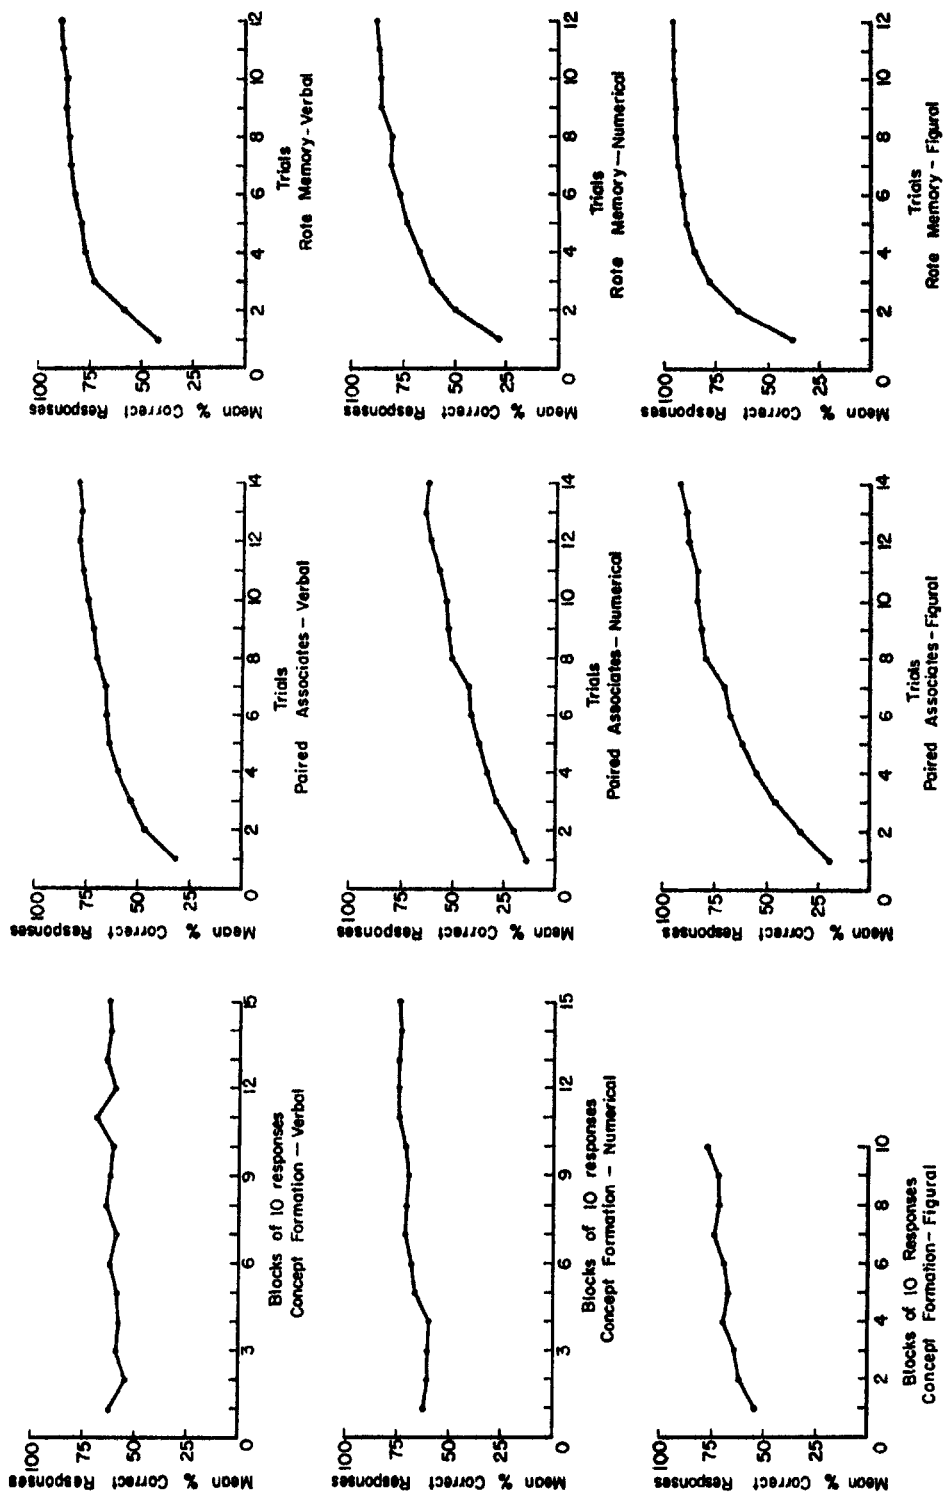 Mean % Correct Responses
100
75
50
25
0
3 6 9 12 15
Blocks of 10 responses
Concept Formation — Verbal
Mean % Correct Responses
100
75
50
25
0
2 4 6 8 10 12 14
Trials
Paired Associates – Verbal
Mean % Correct Responses
100
75
50
25
0
2 4 6 8 10 12
Trials
Rote Memory – Verbal
Mean % Correct Responses
100
75
50
25
0
3 6 9 12 15
Blocks of 10 responses
Concept Formation — Numerical
Mean % Correct Responses
100
75
50
25
0
2 4 6 8 10 12 14
Trials
Paired Associates – Numerical
Mean % Correct Responses
100
75
50
25
0
2 4 6 8 10 12
Trials
Rote Memory — Numerical
Mean % Correct Responses
100
75
50
25
0
2 4 6 8 10
Blocks of 10 Responses
Concept Formation – Figural
Mean % Correct Responses
100
75
50
25
0
2 4 6 8 10 12 14
Trials
Paired Associates – Figural
Mean % Correct Responses
100
75
50
25
0
2 4 6 8 10 12
Trials
Rote Memory – Figural